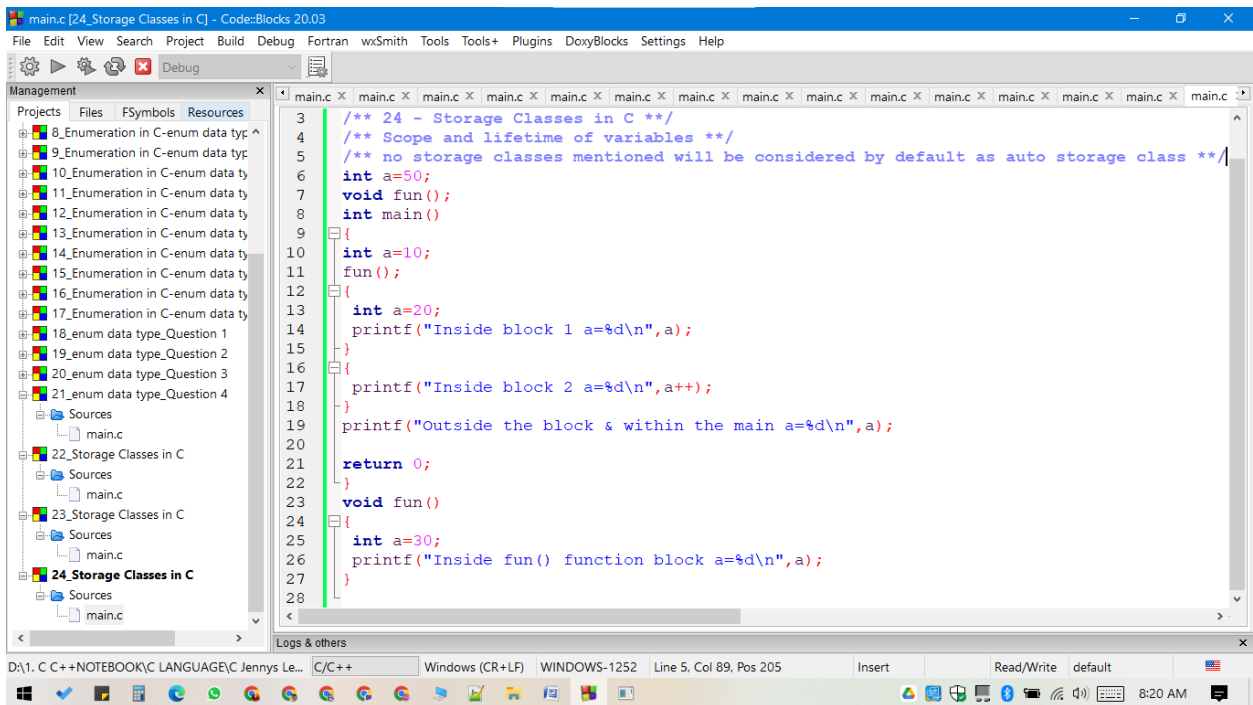 main.c [24_Storage Classes in C] - Code::Blocks 20.03
File Edit View Search Project Build Debug Fortran wxSmith Tools Tools+ Plugins DoxyBlocks Settings Help
Debug
Management
Projects Files FSymbols Resources
8_Enumeration in C-enum data typ
9_Enumeration in C-enum data typ
10_Enumeration in C-enum data ty
11_Enumeration in C-enum data ty
12_Enumeration in C-enum data ty
13_Enumeration in C-enum data ty
14_Enumeration in C-enum data ty
15_Enumeration in C-enum data ty
16_Enumeration in C-enum data ty
17_Enumeration in C-enum data ty
18_enum data type_Question 1
19_enum data type_Question 2
20_enum data type_Question 3
21_enum data type_Question 4
Sources
main.c
22_Storage Classes in C
Sources
main.c
23_Storage Classes in C
Sources
main.c
24_Storage Classes in C
Sources
main.c
main.c main.c main.c main.c main.c main.c main.c main.c main.c main.c main.c main.c main.c main.c main.c
3 /** 24 - Storage Classes in C **/
4 /** Scope and lifetime of variables **/
5 /** no storage classes mentioned will be considered by default as auto storage class **/
6 int a=50;
7 void fun();
8 int main()
9 {
10 int a=10;
11 fun();
12 {
13 int a=20;
14 printf("Inside block 1 a=%d\n",a);
15 }
16 {
17 printf("Inside block 2 a=%d\n",a++);
18 }
19 printf("Outside the block & within the main a=%d\n",a);
20
21 return 0;
22 }
23 void fun()
24 {
25 int a=30;
26 printf("Inside fun() function block a=%d\n",a);
27 }
28
Logs & others
D:\1. C C++NOTEBOOK\C LANGUAGE\C Jennys Le... C/C++ Windows (CR+LF) WINDOWS-1252 Line 5, Col 89, Pos 205 Insert Read/Write default
8:20 AM